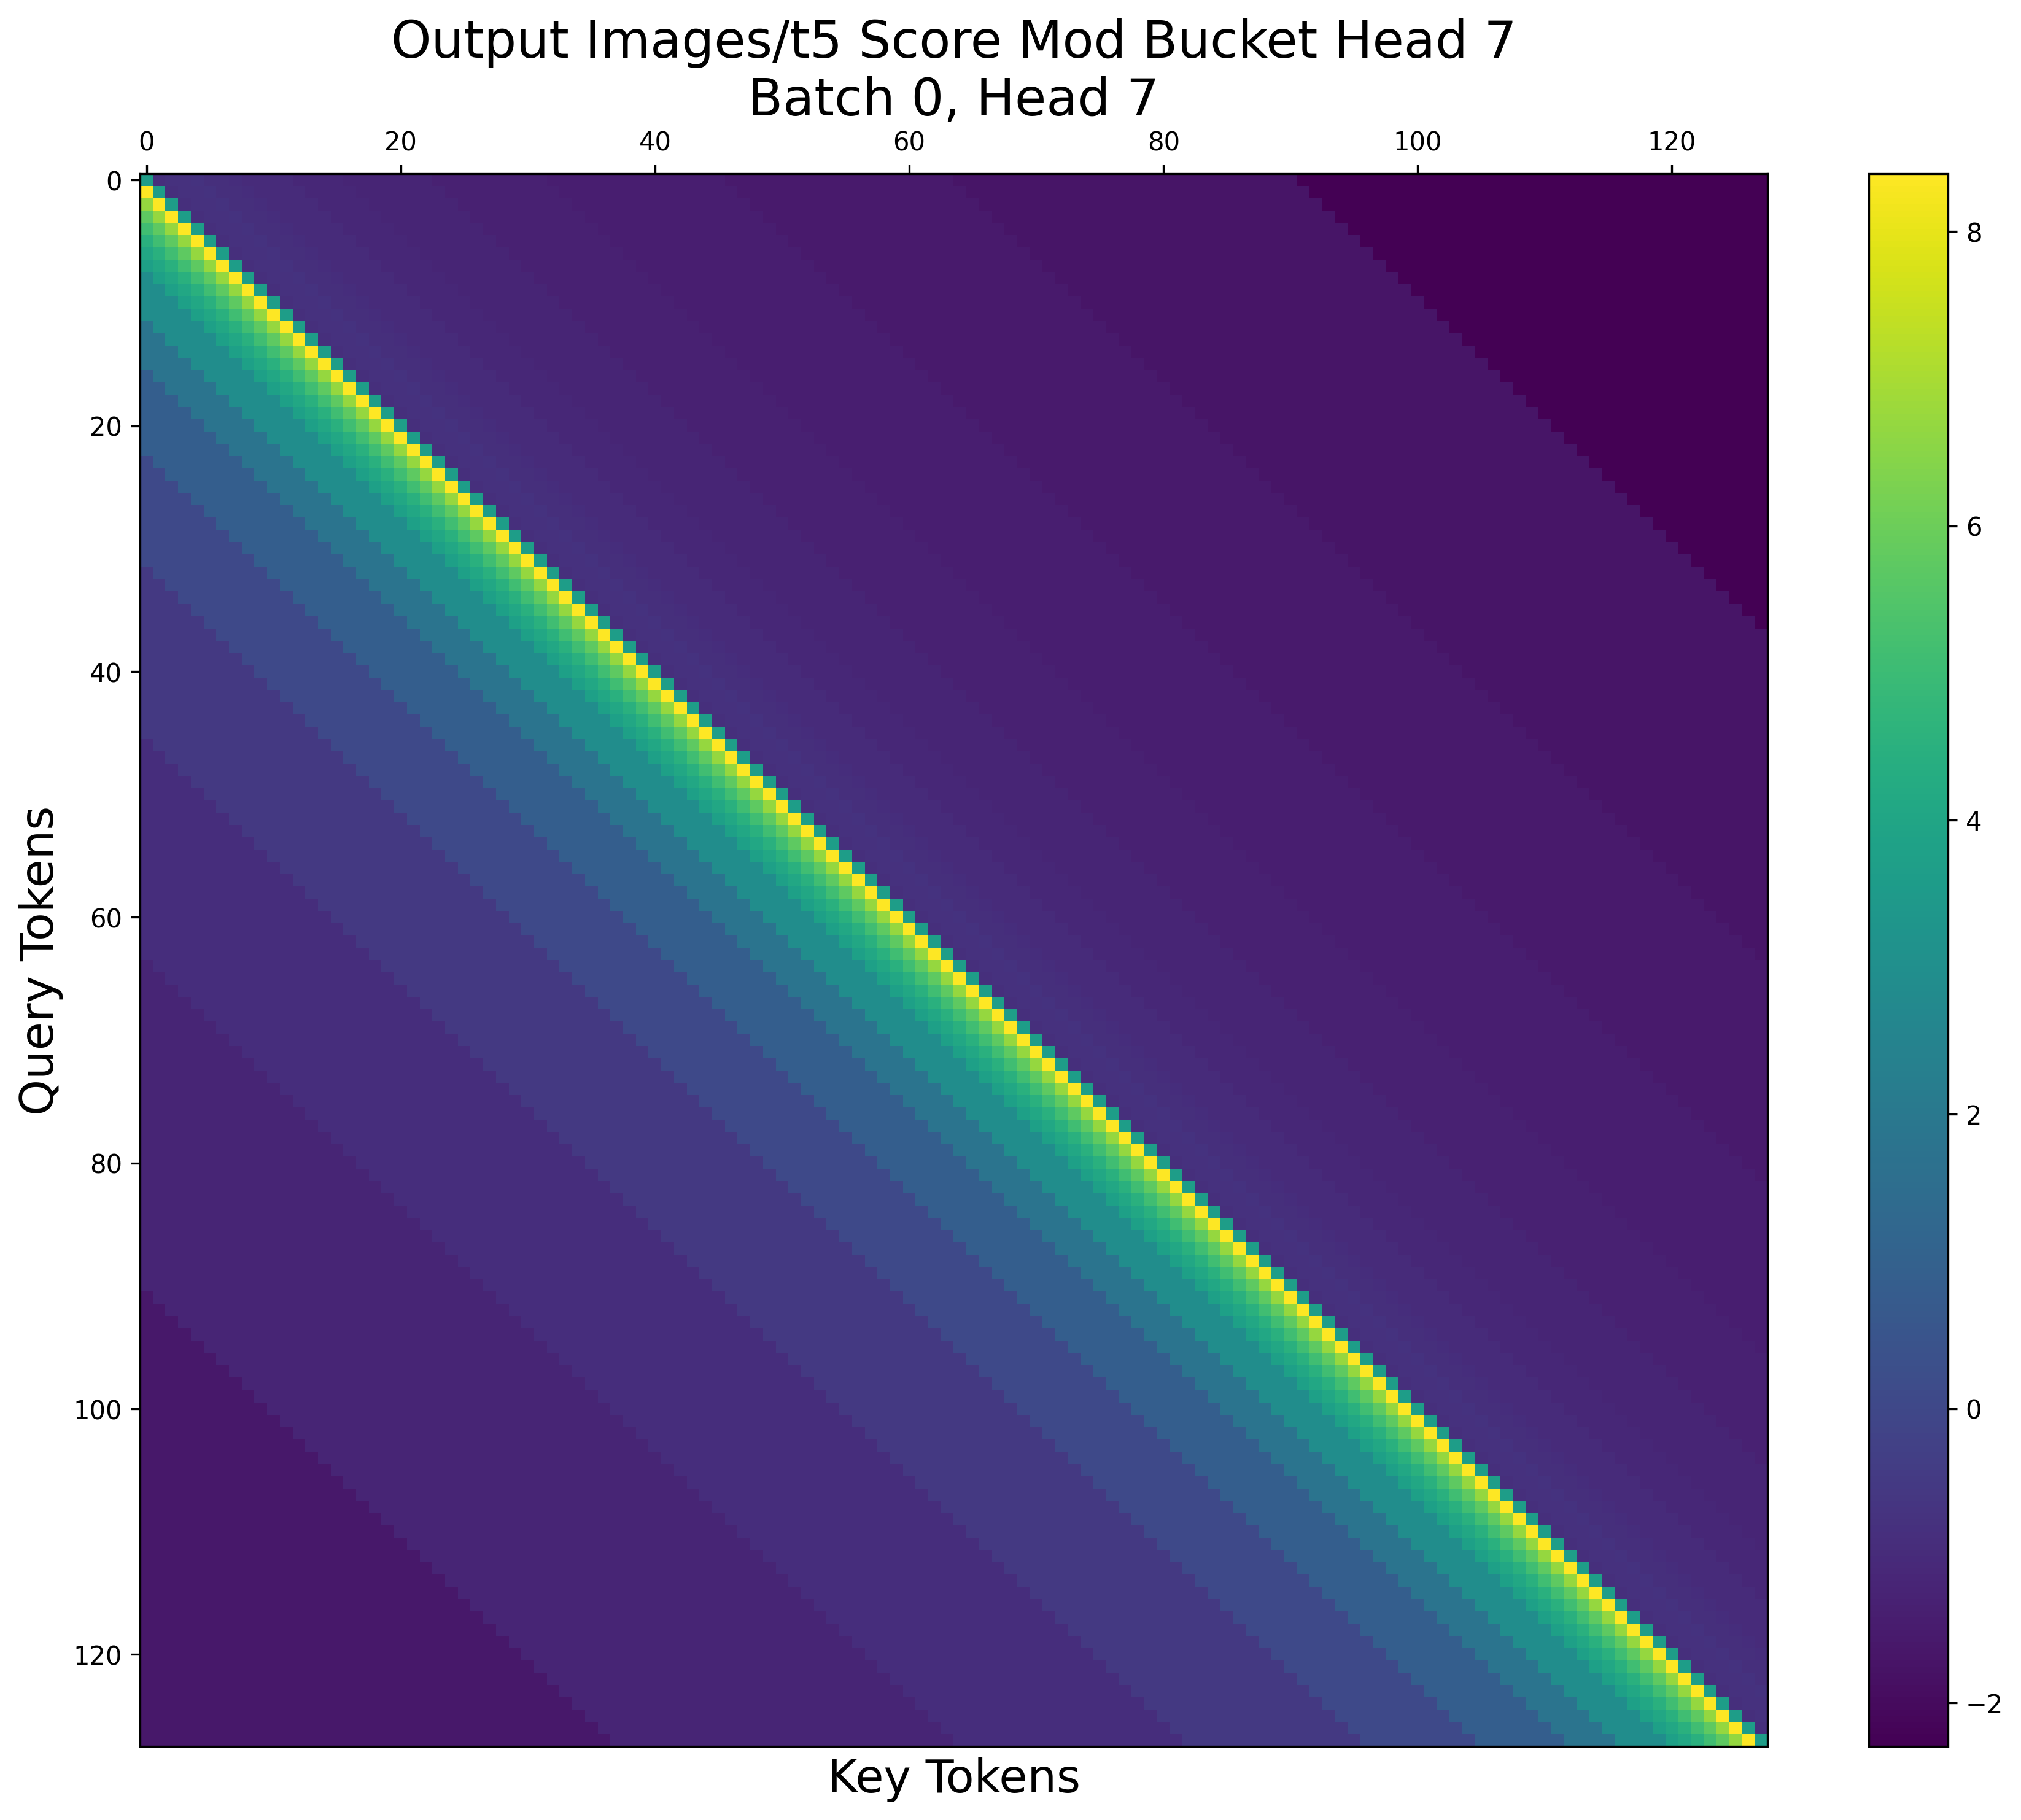 Output Images/t5 Score Mod Bucket Head 7
Batch 0, Head 7
0 20 40 60 80 100 120
0
20
40
60
80
100
120
Query Tokens
Key Tokens
8
6
4
2
0
−2